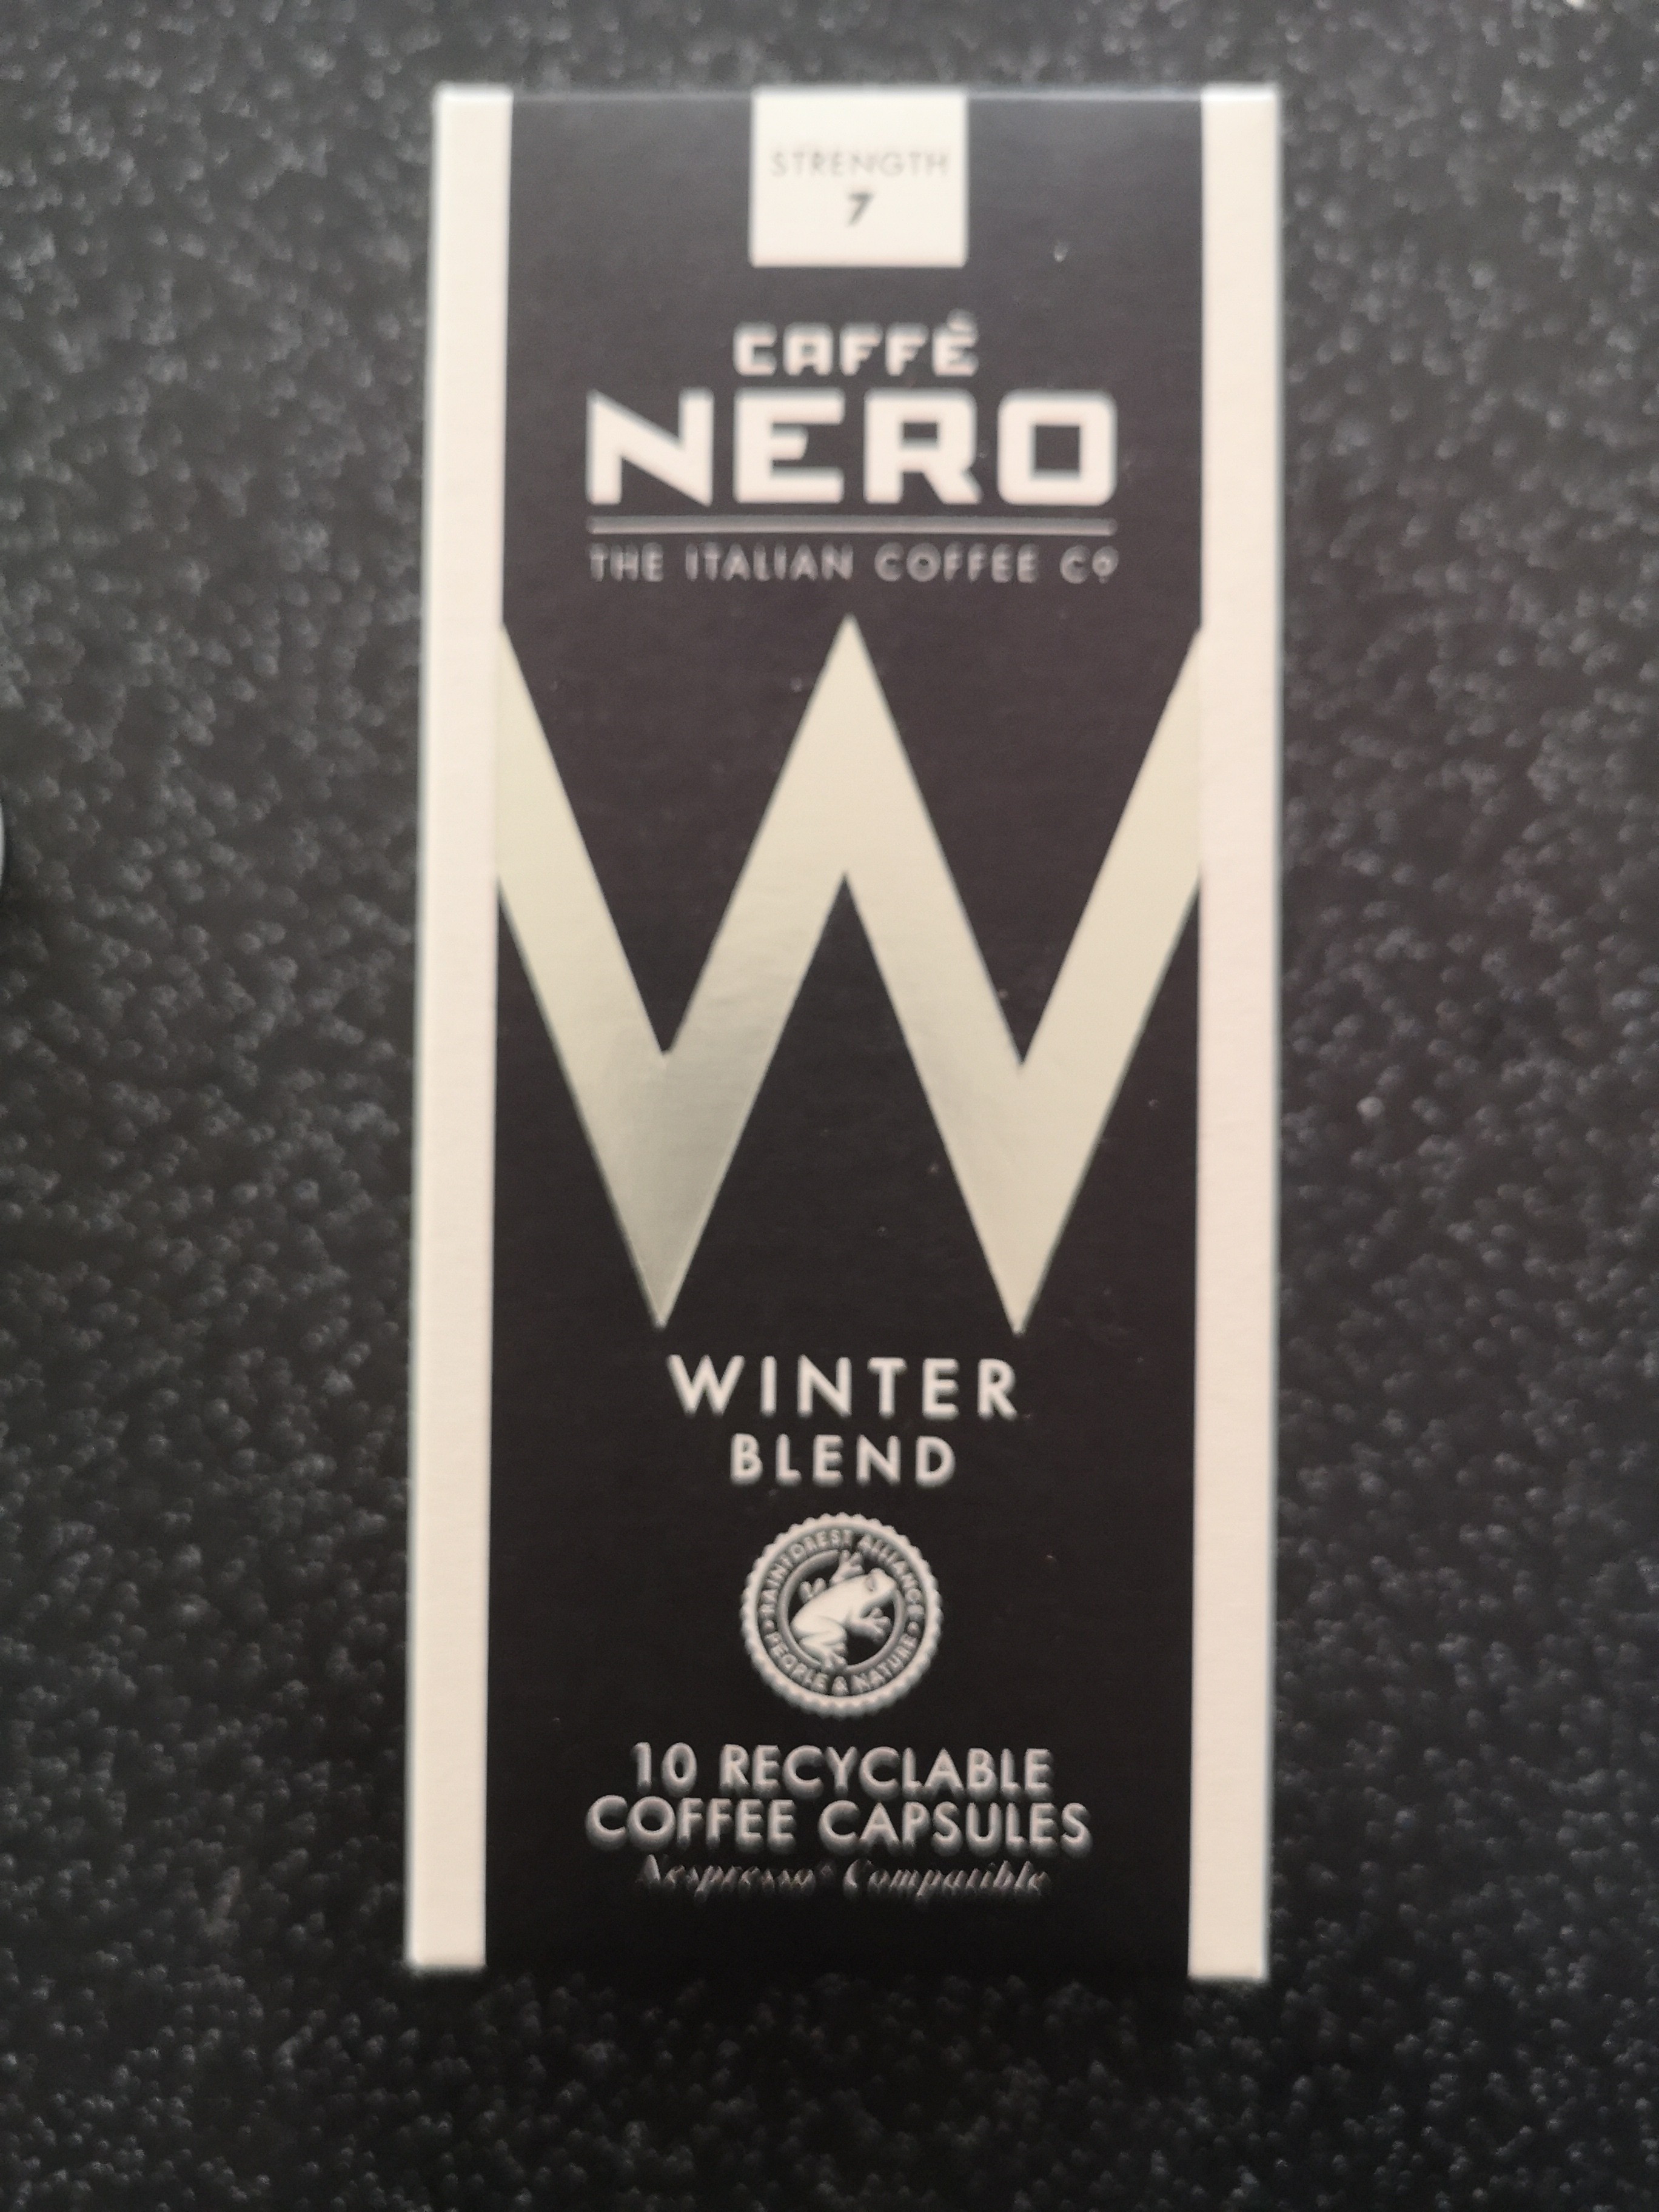 STRENGTH
7
CAFFÈ
NERO
THE ITALIAN COFFEE Cº
W
WINTER
BLEND
RAINFOREST ALLIANCE
PEOPLE & NATURE
10 RECYCLABLE
COFFEE CAPSULES
Nespresso® Compatible